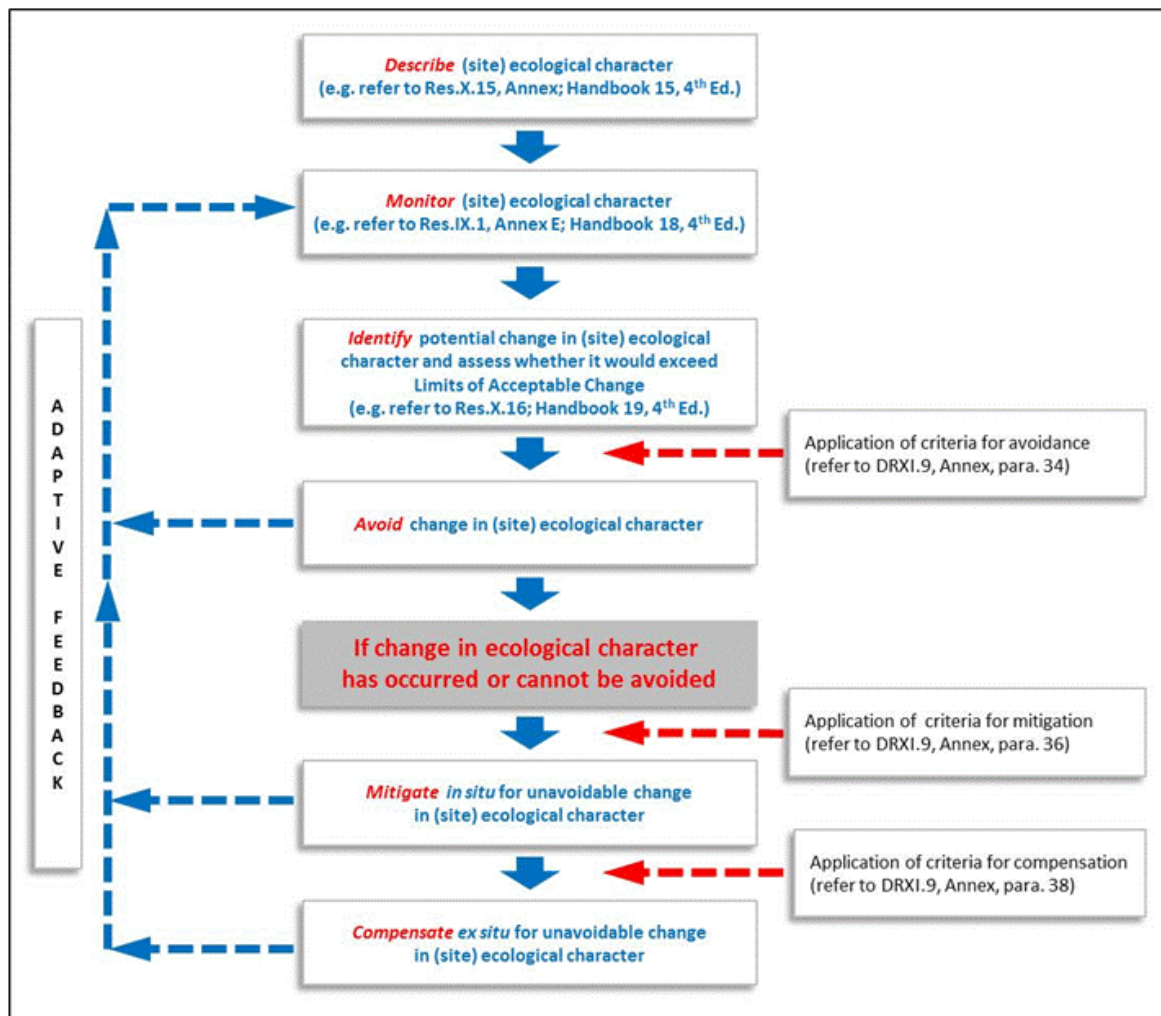 Describe (site) ecological character
(e.g. refer to Res.X.15, Annex; Handbook 15, 4th Ed.)
Monitor (site) ecological character
(e.g. refer to Res.IX.1, Annex E; Handbook 18, 4th Ed.)
Identify potential change in (site) ecological
character and assess whether it would exceed
Limits of Acceptable Change
(e.g. refer to Res.X.16; Handbook 19, 4th Ed.)
Application of criteria for avoidance
(refer to DRXI.9, Annex, para. 34)
Avoid change in (site) ecological character
If change in ecological character
has occurred or cannot be avoided
Application of criteria for mitigation
(refer to DRXI.9, Annex, para. 36)
Mitigate in situ for unavoidable change
in (site) ecological character
Application of criteria for compensation
(refer to DRXI.9, Annex, para. 38)
Compensate ex situ for unavoidable change
in (site) ecological character
ADAPTIVE FEEDBACK